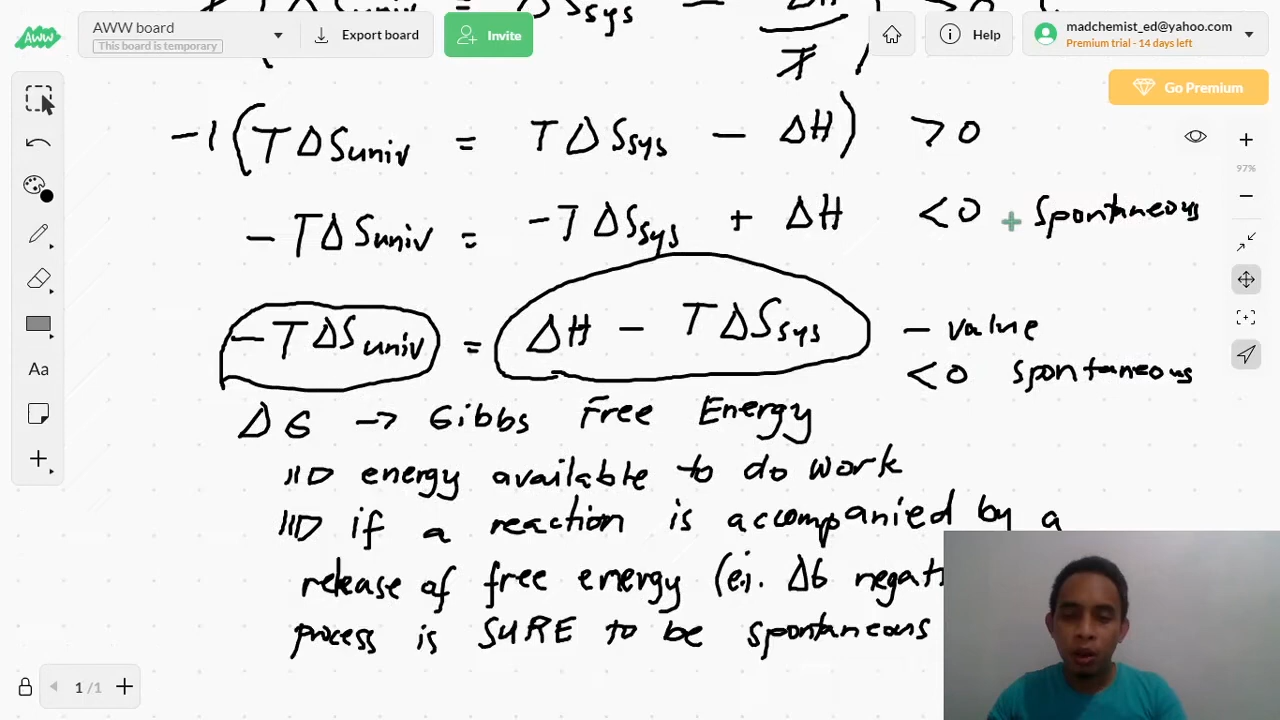 AWW board
This board is temporary
Export board
Invite
Help
madchemist_ed@yahoo.com
Premium trial - 14 days left
Go Premium
-1(TΔSuniv = TΔSsys - ΔH) >0
97%
- TΔSuniv = -TΔSsys + ΔH <0 Spontaneous
-TΔSuniv = ΔH - TΔSsys - value
<0 spontaneous
Aa
ΔG → Gibbs Free Energy
energy available to do work
if a reaction is accompanied by a
release of free energy (ei. ΔG negati
process is SURE to be spontaneous
1 / 1